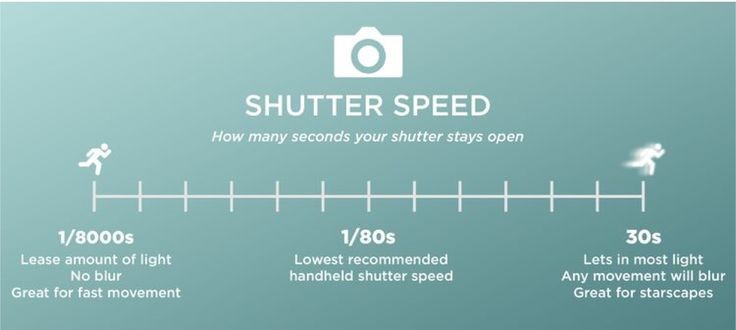 SHUTTER SPEED
How many seconds your shutter stays open
1/8000s
Lease amount of light
No blur
Great for fast movement
1/80s
Lowest recommended
handheld shutter speed
30s
Lets in most light
Any movement will blur
Great for starscapes